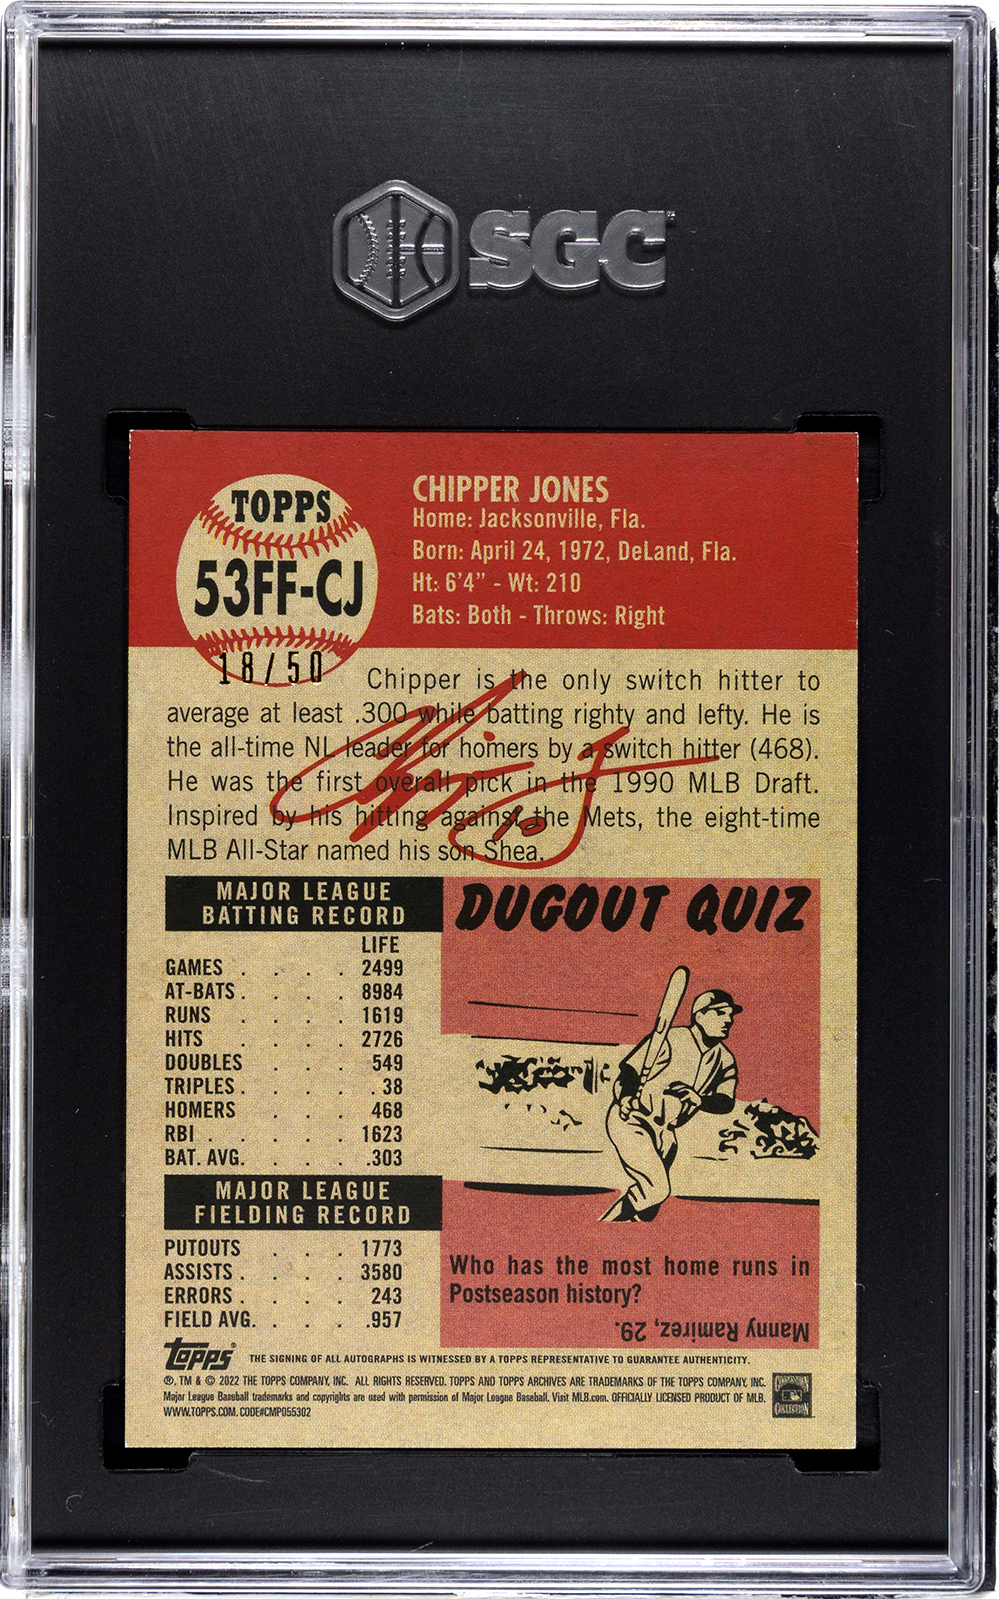 SGC
TOPPS
53FF-CJ
18/50
CHIPPER JONES
Home: Jacksonville, Fla.
Born: April 24, 1972, DeLand, Fla.
Ht: 6'4" - Wt: 210
Bats: Both - Throws: Right
Chipper is the only switch hitter to
average at least .300 while batting righty and lefty. He is
the all-time NL leader for homers by a switch hitter (468).
He was the first overall pick in the 1990 MLB Draft.
Inspired by his hitting against the Mets, the eight-time
MLB All-Star named his son Shea.
10
MAJOR LEAGUE
BATTING RECORD
LIFE
GAMES . . . . 2499
AT-BATS . . . . 8984
RUNS . . . . 1619
HITS . . . . 2726
DOUBLES . . . 549
TRIPLES . . . . 38
HOMERS . . . 468
RBI . . . . 1623
BAT. AVG. . . . .303
MAJOR LEAGUE
FIELDING RECORD
PUTOUTS . . . 1773
ASSISTS . . . . 3580
ERRORS . . . . 243
FIELD AVG. . . . .957
DUGOUT QUIZ
Who has the most home runs in
Postseason history?
Manny Ramirez, 29.
Topps® THE SIGNING OF ALL AUTOGRAPHS IS WITNESSED BY A TOPPS REPRESENTATIVE TO GUARANTEE AUTHENTICITY.
®, TM & © 2022 THE TOPPS COMPANY, INC. ALL RIGHTS RESERVED. TOPPS AND TOPPS ARCHIVES ARE TRADEMARKS OF THE TOPPS COMPANY, INC.
Major League Baseball trademarks and copyrights are used with permission of Major League Baseball. Visit MLB.com. OFFICIALLY LICENSED PRODUCT OF MLB.
WWW.TOPPS.COM. CODE#CMP055302
COOPERSTOWN
COLLECTION